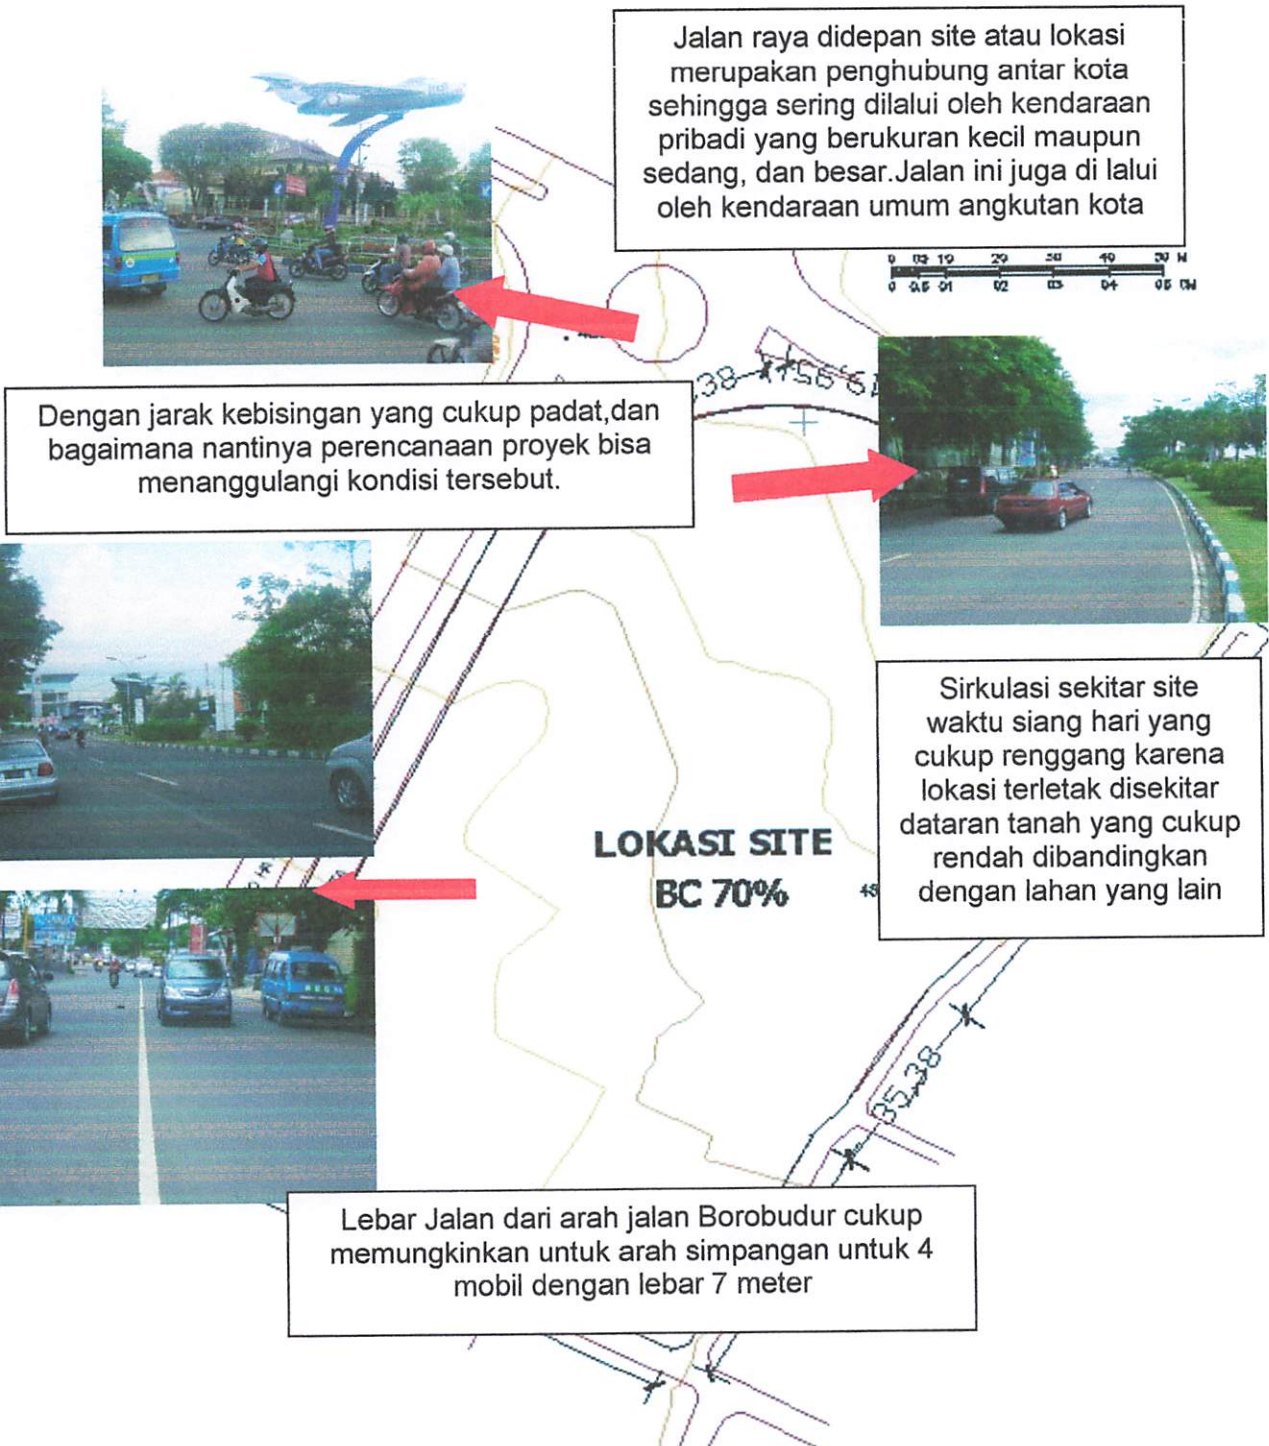 Jalan raya didepan site atau lokasi
merupakan penghubung antar kota
sehingga sering dilalui oleh kendaraan
pribadi yang berukuran kecil maupun
sedang, dan besar.Jalan ini juga di lalui
oleh kendaraan umum angkutan kota
Dengan jarak kebisingan yang cukup padat,dan
bagaimana nantinya perencanaan proyek bisa
menanggulangi kondisi tersebut.
Sirkulasi sekitar site
waktu siang hari yang
cukup renggang karena
lokasi terletak disekitar
dataran tanah yang cukup
rendah dibandingkan
dengan lahan yang lain
LOKASI SITE
BC 70%
35.38
Lebar Jalan dari arah jalan Borobudur cukup
memungkinkan untuk arah simpangan untuk 4
mobil dengan lebar 7 meter